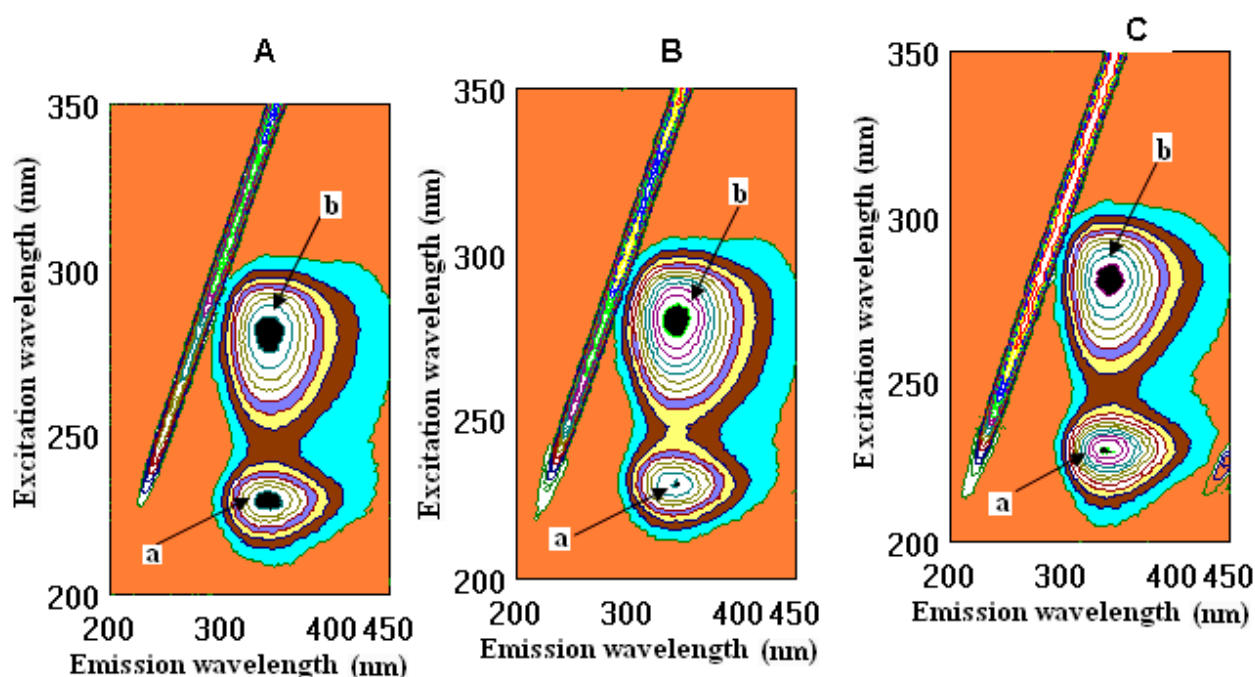 A
Excitation wavelength (nm)
350
300
250
200
b
a
200 300 400 450
Emission wavelength (nm)
B
Excitation wavelength (nm)
350
300
250
200
b
a
200 300 400 450
Emission wavelength (nm)
C
Excitation wavelength (nm)
350
300
250
200
b
a
200 300 400 450
Emission wavelength (nm)